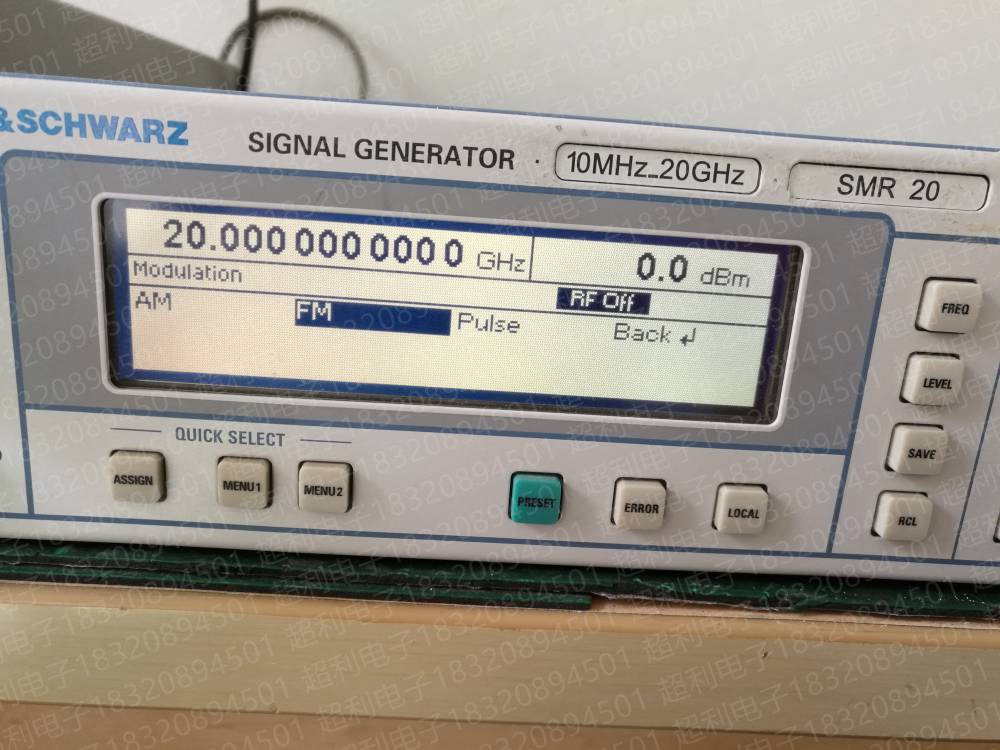 &SCHWARZ
SIGNAL GENERATOR · 10MHz_20GHz SMR 20
20.000 000 000 0 GHz 0.0 dBm
Modulation RF Off
AM FM Pulse Back ↲
FREQ
LEVEL
SAVE
RCL
QUICK SELECT
ASSIGN MENU1 MENU2 PRESET ERROR LOCAL
超利电子18320894501